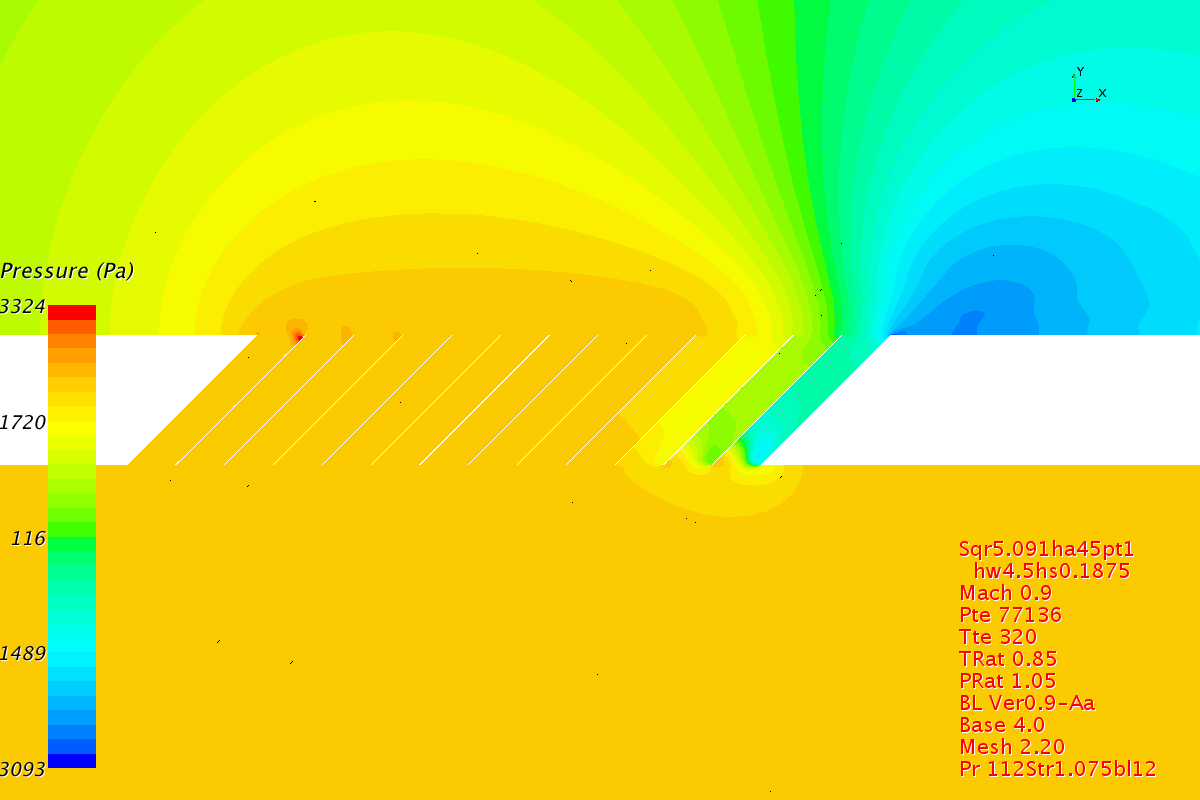 Y
Z X
Pressure (Pa)
3324
1720
116
1489
3093
Sqr5.091ha45pt1
hw4.5hs0.1875
Mach 0.9
Pte 77136
Tte 320
TRat 0.85
PRat 1.05
BL Ver0.9-Aa
Base 4.0
Mesh 2.20
Pr 112Str1.075bl12